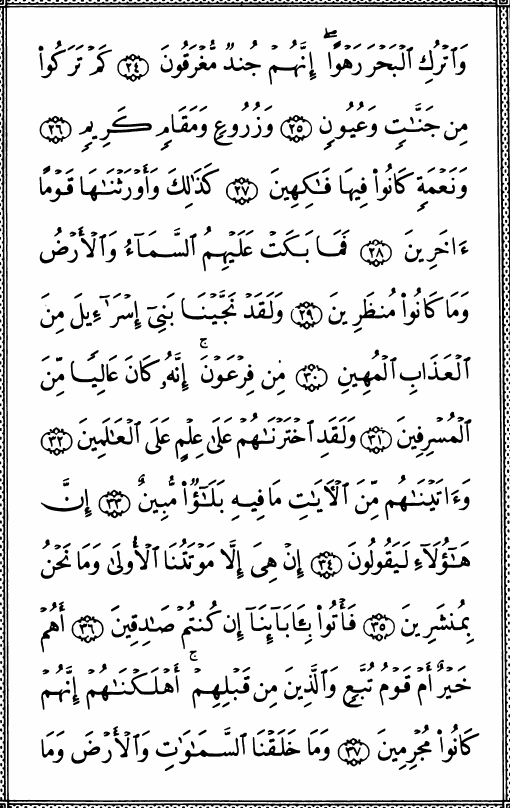 وَٱتْرُكِ ٱلْبَحْرَ رَهْوًا ۖ إِنَّهُمْ جُندٌ مُّغْرَقُونَ ﴿٢٤﴾ كَمْ تَرَكُوا۟
مِن جَنَّٰتٍ وَعُيُونٍ ﴿٢٥﴾ وَزُرُوعٍ وَمَقَامٍ كَرِيمٍ ﴿٢٦﴾
وَنَعْمَةٍ كَانُوا۟ فِيهَا فَٰكِهِينَ ﴿٢٧﴾ كَذَٰلِكَ وَأَوْرَثْنَٰهَا قَوْمًا
ءَاخَرِينَ ﴿٢٨﴾ فَمَا بَكَتْ عَلَيْهِمُ ٱلسَّمَآءُ وَٱلْأَرْضُ
وَمَا كَانُوا۟ مُنظَرِينَ ﴿٢٩﴾ وَلَقَدْ نَجَّيْنَا بَنِىٓ إِسْرَٰٓءِيلَ مِنَ
ٱلْعَذَابِ ٱلْمُهِينِ ﴿٣٠﴾ مِن فِرْعَوْنَ ۚ إِنَّهُۥ كَانَ عَالِيًا مِّنَ
ٱلْمُسْرِفِينَ ﴿٣١﴾ وَلَقَدِ ٱخْتَرْنَٰهُمْ عَلَىٰ عِلْمٍ عَلَى ٱلْعَٰلَمِينَ ﴿٣٢﴾
وَءَاتَيْنَٰهُم مِّنَ ٱلْءَايَٰتِ مَا فِيهِ بَلَٰٓؤٌا۟ مُّبِينٌ ﴿٣٣﴾ إِنَّ
هَٰٓؤُلَآءِ لَيَقُولُونَ ﴿٣٤﴾ إِنْ هِىَ إِلَّا مَوْتَتُنَا ٱلْأُولَىٰ وَمَا نَحْنُ
بِمُنشَرِينَ ﴿٣٥﴾ فَأْتُوا۟ بِـَٔابَآئِنَآ إِن كُنتُمْ صَٰدِقِينَ ﴿٣٦﴾ أَهُمْ
خَيْرٌ أَمْ قَوْمُ تُبَّعٍ وَٱلَّذِينَ مِن قَبْلِهِمْ ۚ أَهْلَكْنَٰهُمْ إِنَّهُمْ
كَانُوا۟ مُجْرِمِينَ ﴿٣٧﴾ وَمَا خَلَقْنَا ٱلسَّمَٰوَٰتِ وَٱلْأَرْضَ وَمَا